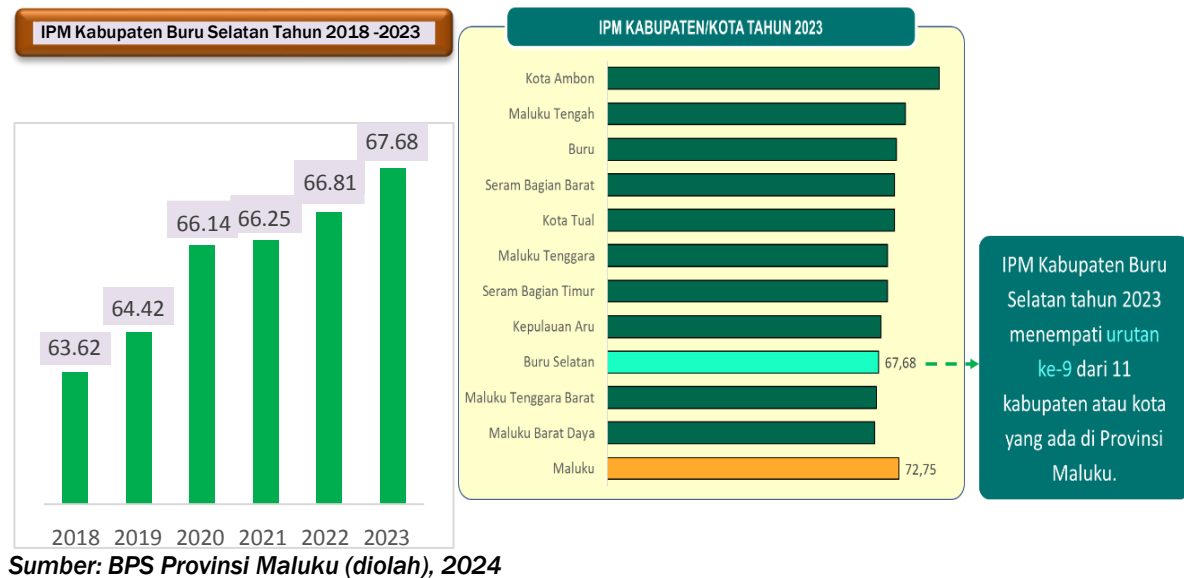 IPM Kabupaten Buru Selatan Tahun 2018 -2023
63.62
64.42
66.14
66.25
66.81
67.68
2018 2019 2020 2021 2022 2023
IPM KABUPATEN/KOTA TAHUN 2023
Kota Ambon
Maluku Tengah
Buru
Seram Bagian Barat
Kota Tual
Maluku Tenggara
Seram Bagian Timur
Kepulauan Aru
Buru Selatan 67,68
Maluku Tenggara Barat
Maluku Barat Daya
Maluku 72,75
IPM Kabupaten Buru
Selatan tahun 2023
menempati urutan
ke-9 dari 11
kabupaten atau kota
yang ada di Provinsi
Maluku.
Sumber: BPS Provinsi Maluku (diolah), 2024